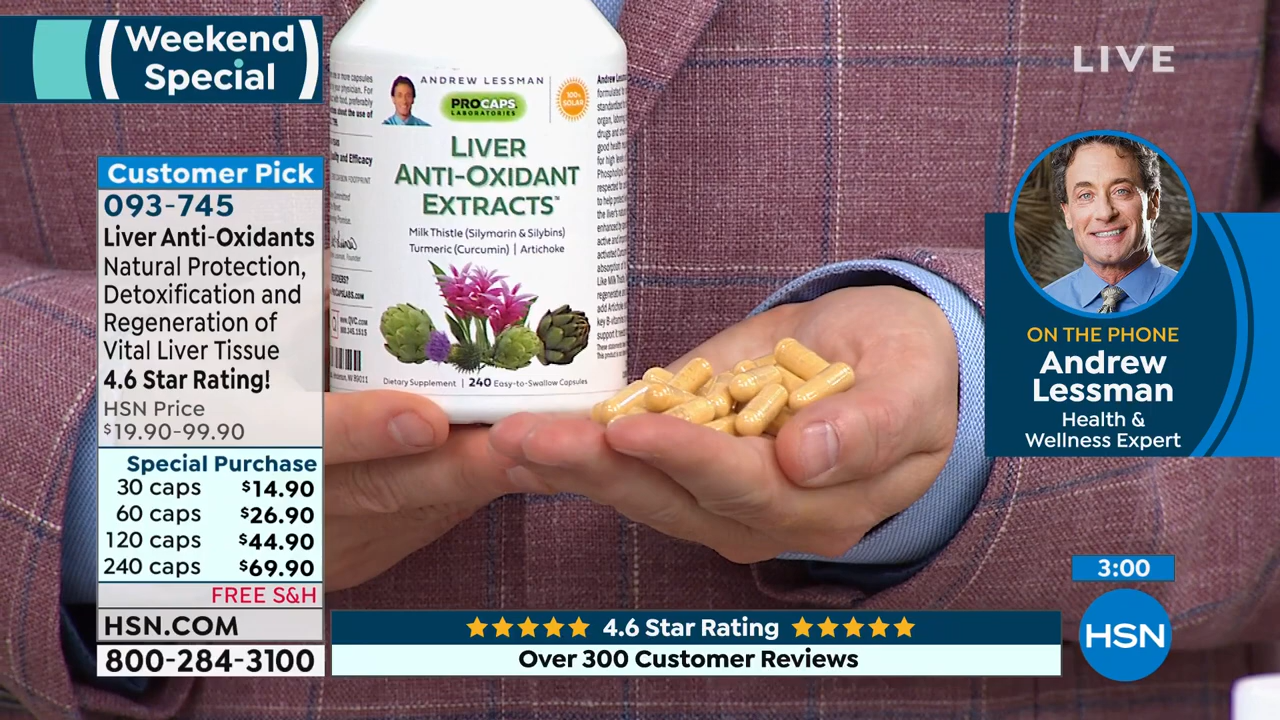 Weekend
Special
LIVE
Customer Pick
093-745
Liver Anti-Oxidants
Natural Protection,
Detoxification and
Regeneration of
Vital Liver Tissue
4.6 Star Rating!
HSN Price
$19.90-99.90
Special Purchase
30 caps $14.90
60 caps $26.90
120 caps $44.90
240 caps $69.90
FREE S&H
HSN.COM
800-284-3100
ANDREW LESSMAN
PROCAPS
LABORATORIES
100%
SOLAR
LIVER
ANTI-OXIDANT
EXTRACTS™
Milk Thistle (Silymarin & Silybins)
Turmeric (Curcumin) | Artichoke
Dietary Supplement | 240 Easy-to-Swallow Capsules
ON THE PHONE
Andrew
Lessman
Health &
Wellness Expert
3:00
HSN
4.6 Star Rating
Over 300 Customer Reviews